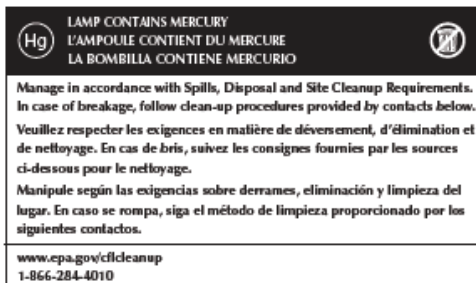 Hg
LAMP CONTAINS MERCURY
L'AMPOULE CONTIENT DU MERCURE
LA BOMBILLA CONTIENE MERCURIO
Manage in accordance with Spills, Disposal and Site Cleanup Requirements.
In case of breakage, follow clean-up procedures provided by contacts below.
Veuillez respecter les exigences en matière de déversement, d'élimination et
de nettoyage. En cas de bris, suivez les consignes fournies par les sources
ci-dessous pour le nettoyage.
Manipule según las exigencias sobre derrames, eliminación y limpieza del
lugar. En caso se rompa, siga el método de limpieza proporcionado por los
siguientes contactos.
www.epa.gov/cflcleanup
1-866-284-4010